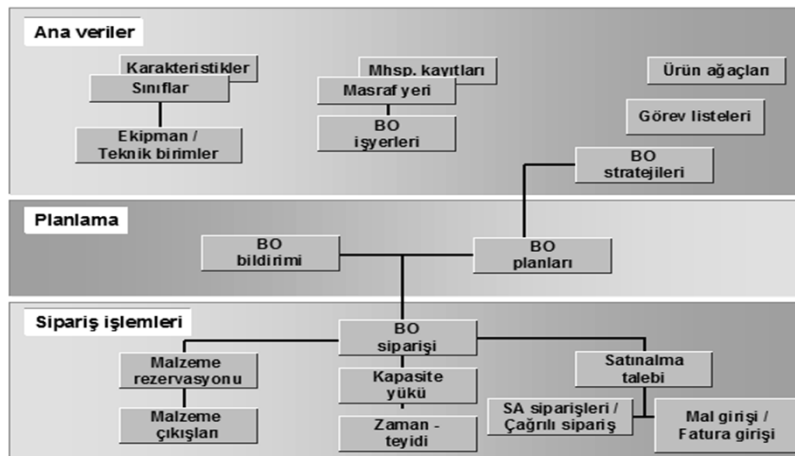 Ana veriler
Karakteristikler
Sınıflar
Ekipman /
Teknik birimler
Mhsp. kayıtları
Masraf yeri
BO
işyerleri
Ürün ağaçları
Görev listeleri
BO
stratejileri
Planlama
BO
bildirimi
BO
planları
Sipariş işlemleri
BO
siparişi
Malzeme
rezervasyonu
Malzeme
çıkışları
Kapasite
yükü
Zaman -
teyidi
Satınalma
talebi
SA siparişleri /
Çağrılı sipariş
Mal girişi /
Fatura girişi